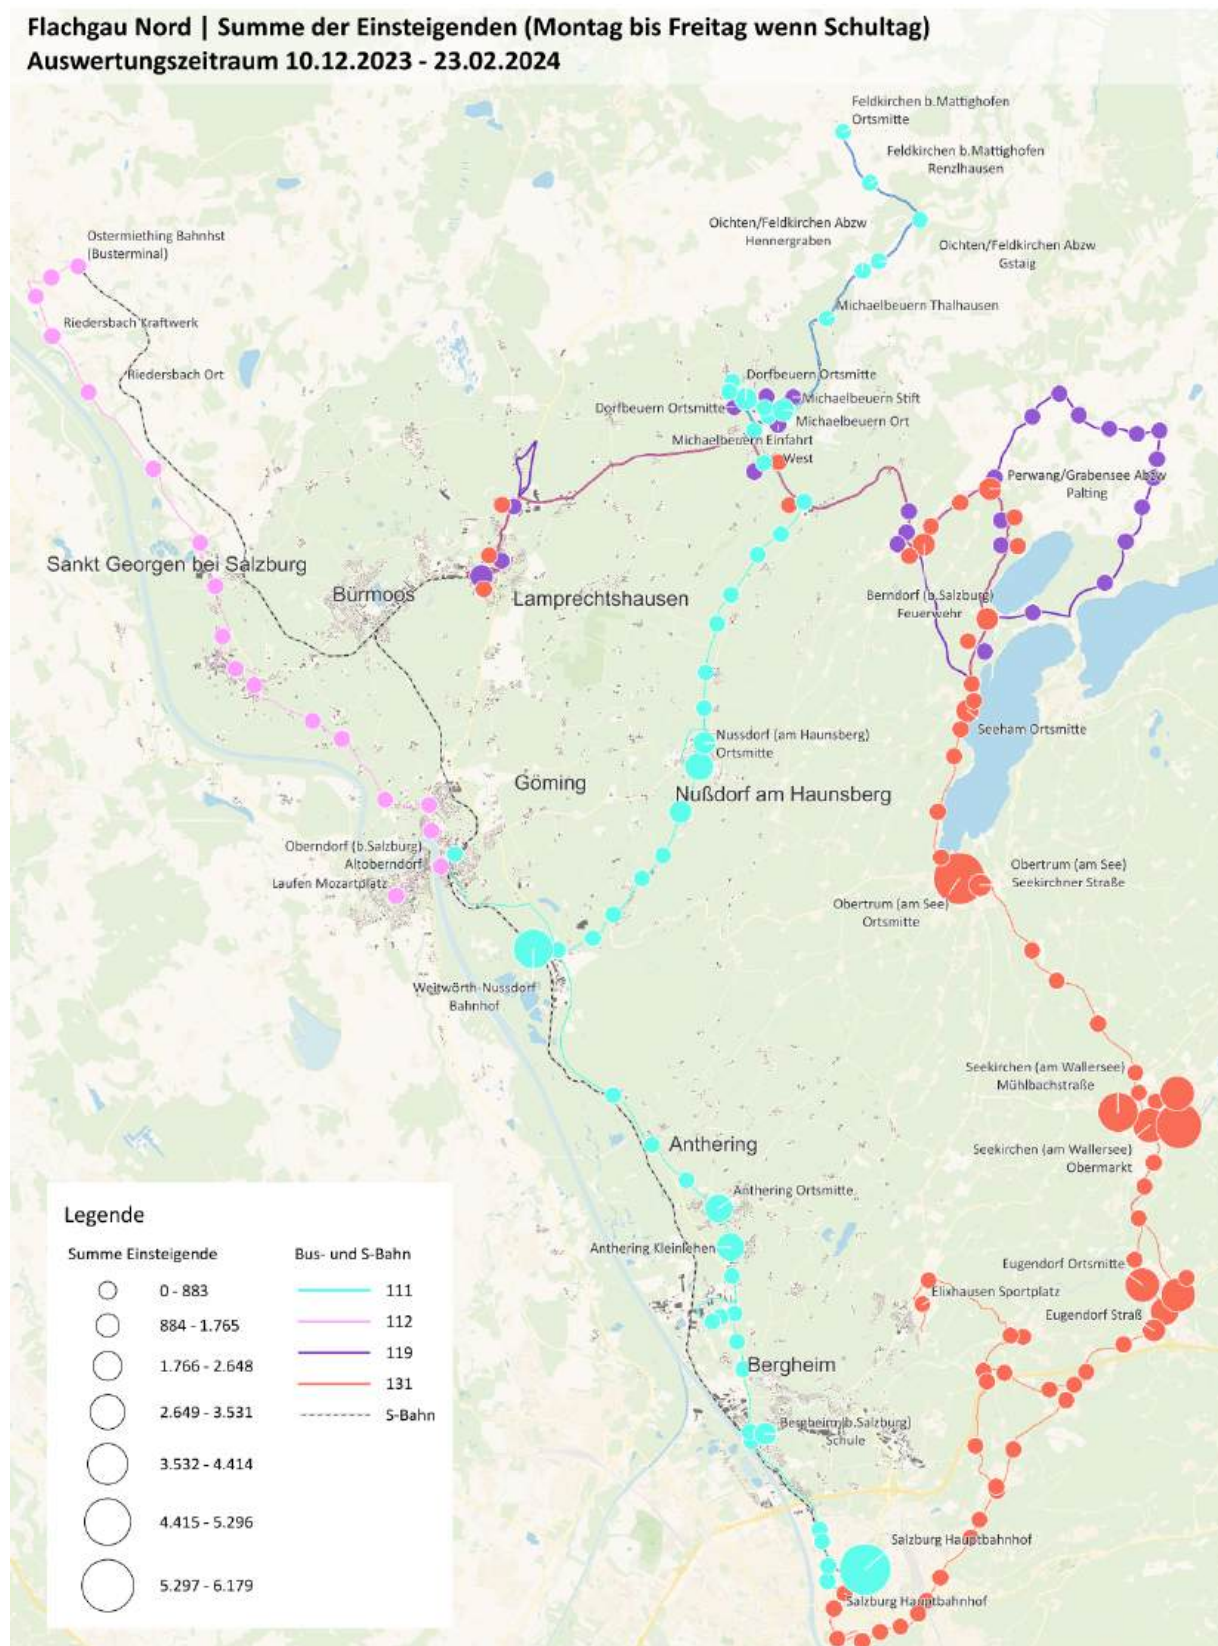 Flachgau Nord | Summe der Einsteigenden (Montag bis Freitag wenn Schultag)
Auswertungszeitraum 10.12.2023 - 23.02.2024
Feldkirchen b.Mattighofen
Ortsmitte
Feldkirchen b.Mattighofen
Renzlhausen
Oichten/Feldkirchen Abzw
Hennergraben
Oichten/Feldkirchen Abzw
Gstaig
Ostermiething Bahnhst
(Busterminal)
Michaelbeuern Thalhausen
Riedersbach Kraftwerk
Riedersbach Ort
Dorfbeuern Ortsmitte
Michaelbeuern Stift
Dorfbeuern Ortsmitte
Michaelbeuern Ort
Michaelbeuern Einfahrt
West
Perwang/Grabensee Abzw
Palting
Sankt Georgen bei Salzburg
Bürmoos
Lamprechtshausen
Berndorf (b.Salzburg)
Feuerwehr
Seeham Ortsmitte
Nussdorf (am Haunsberg)
Ortsmitte
Göming
Nußdorf am Haunsberg
Oberndorf (b.Salzburg)
Altoberndorf
Laufen Mozartplatz
Obertrum (am See)
Seekirchner Straße
Obertrum (am See)
Ortsmitte
Weitwörth-Nussdorf
Bahnhof
Seekirchen (am Wallersee)
Mühlbachstraße
Anthering
Seekirchen (am Wallersee)
Obermarkt
Anthering Ortsmitte
Anthering Kleinlehen
Eugendorf Ortsmitte
Elixhausen Sportplatz
Eugendorf Straß
Bergheim
Bergheim (b.Salzburg)
Schule
Salzburg Hauptbahnhof
Salzburg Hauptbahnhof
Legende
Summe Einsteigende
0 - 883
884 - 1.765
1.766 - 2.648
2.649 - 3.531
3.532 - 4.414
4.415 - 5.296
5.297 - 6.179
Bus- und S-Bahn
111
112
119
131
S-Bahn